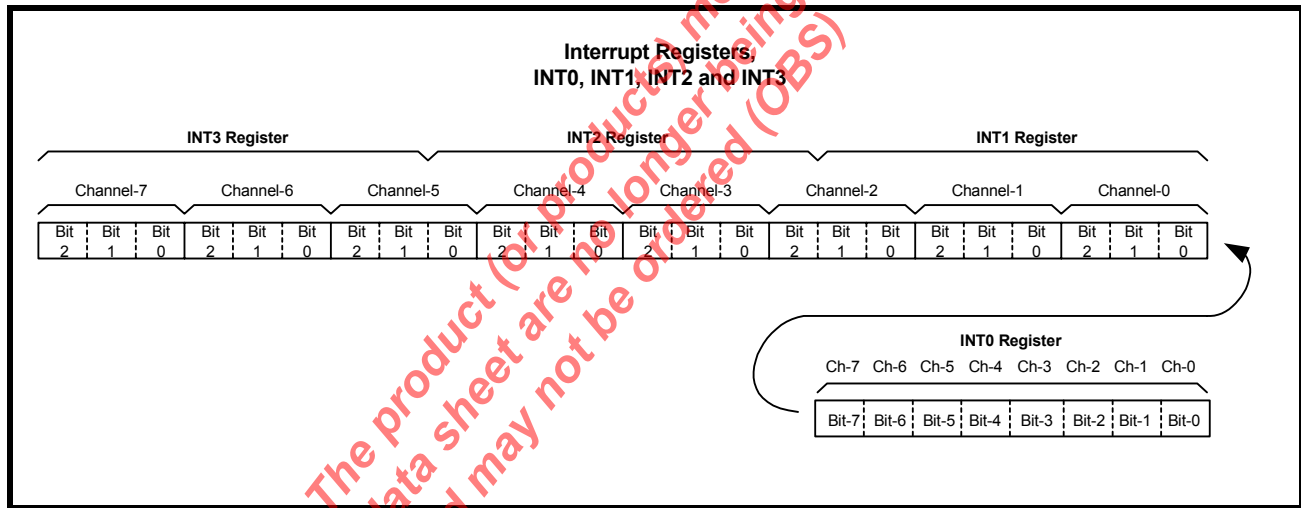 Interrupt Registers,
INT0, INT1, INT2 and INT3
INT3 Register INT2 Register INT1 Register
Channel-7 Channel-6 Channel-5 Channel-4 Channel-3 Channel-2 Channel-1 Channel-0
Bit Bit Bit Bit Bit Bit Bit Bit Bit Bit Bit Bit Bit Bit Bit Bit Bit Bit Bit Bit Bit Bit Bit Bit
2 1 0 2 1 0 2 1 0 2 1 0 2 1 0 2 1 0 2 1 0 2 1 0
INT0 Register
Ch-7 Ch-6 Ch-5 Ch-4 Ch-3 Ch-2 Ch-1 Ch-0
Bit-7 Bit-6 Bit-5 Bit-4 Bit-3 Bit-2 Bit-1 Bit-0
The product (or products)
data sheet are no longer being
may not be ordered (OBS)